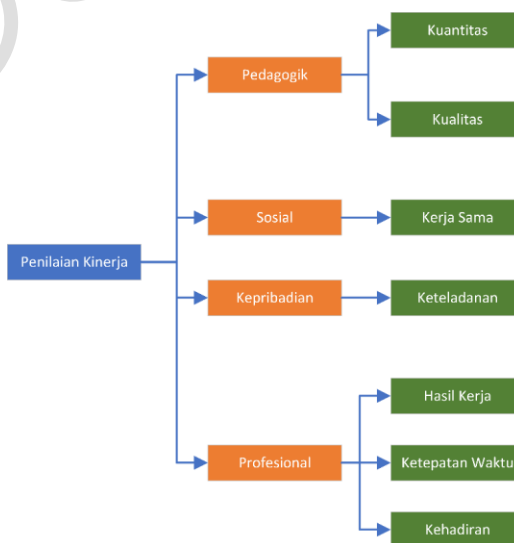 Kuantitas
Pedagogik
Kualitas
Sosial
Kerja Sama
Penilaian Kinerja
Kepribadian
Keteladanan
Hasil Kerja
Profesional
Ketepatan Waktu
Kehadiran